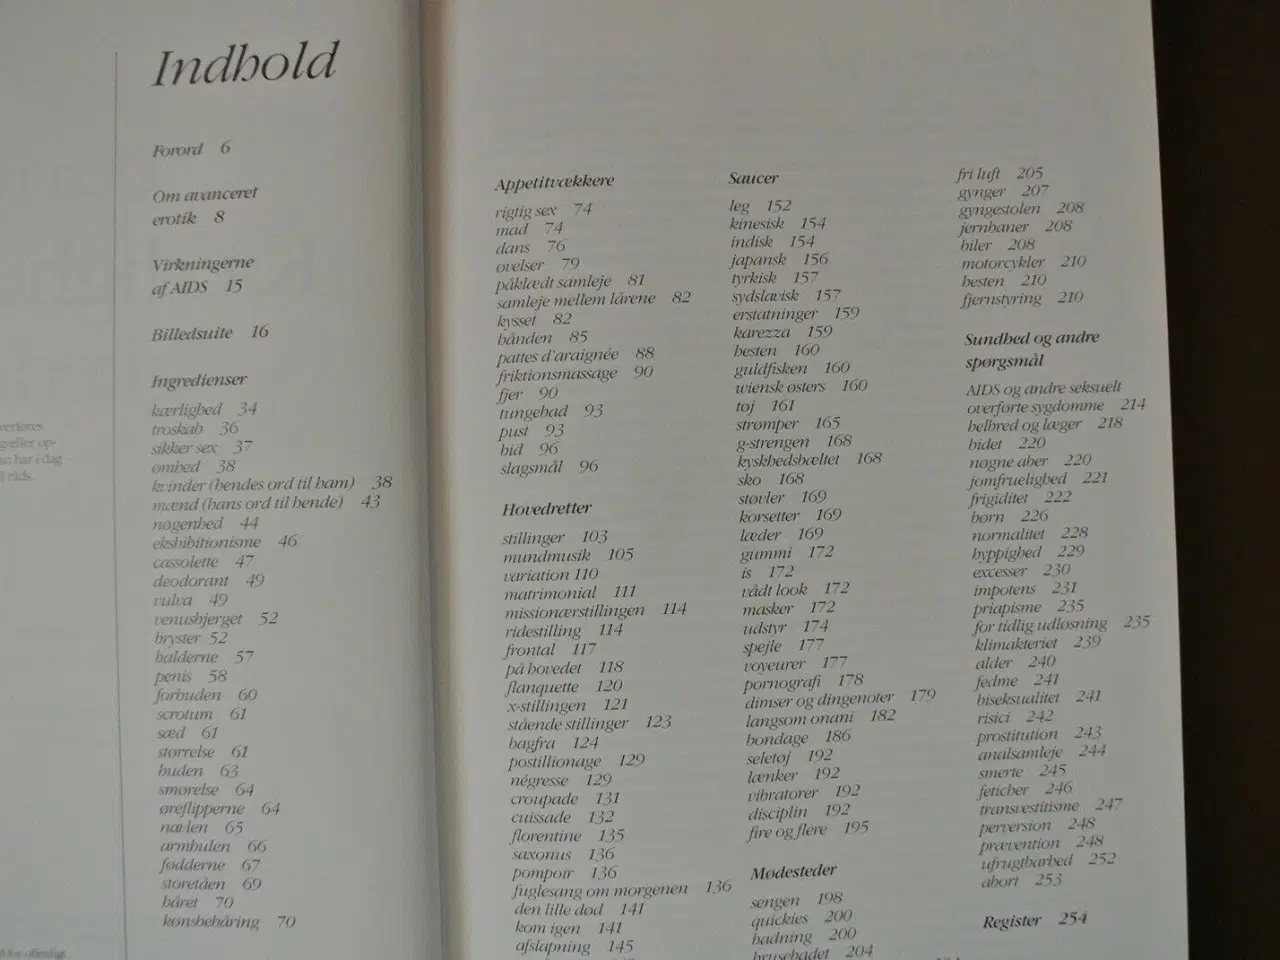 Indhold
Forord 6
Om avanceret
erotik 8
Virkningerne
af AIDS 15
Billedsuite 16
Ingredienser
kærlighed 34
troskab 36
sikker sex 37
ømhed 38
kvinder (hendes ord til ham) 38
mænd (hans ord til hende) 43
nøgenhed 44
ekshibitionisme 46
cassolette 47
deodorant 49
vulva 49
venusbjerget 52
bryster 52
balderne 57
penis 58
forhuden 60
scrotum 61
sæd 61
størrelse 61
huden 63
smørelse 64
øreflipperne 64
navlen 65
armhulen 66
fødderne 67
storetåen 69
håret 70
kønsbehåring 70
Appetitvækkere
rigtig sex 74
mad 74
dans 76
øvelser 79
påklædt samleje 81
samleje mellem lårene 82
kysset 82
hånden 85
pattes d'araignée 88
friktionsmassage 90
fjer 90
tungebad 93
pust 93
bid 96
slagsmål 96
Hovedretter
stillinger 103
mundmusik 105
variation 110
matrimonial 111
missionærstillingen 114
ridestilling 114
frontal 117
på hovedet 118
flanquette 120
x-stillingen 121
stående stillinger 123
bagfra 124
postillionage 129
négresse 129
croupade 131
cuissade 132
florentine 135
saxonus 136
pompoir 136
fuglesang om morgenen 136
den lille død 141
kom igen 141
afslapning 145
Saucer
leg 152
kinesisk 154
indisk 154
japansk 156
tyrkisk 157
sydslavisk 157
erstatninger 159
karezza 159
hesten 160
guldfisken 160
wiensk østers 160
tøj 161
strømper 165
g-strengen 168
kyskhedsbæltet 168
sko 168
støvler 169
korsetter 169
læder 169
gummi 172
is 172
vådt look 172
masker 172
udstyr 174
spejle 177
voyeurer 177
pornografi 178
dimser og dingenoter 179
langsom onani 182
bondage 186
seletøj 192
lænker 192
vibratorer 192
disciplin 192
fire og flere 195
Mødesteder
sengen 198
quickies 200
badning 200
brusebadet 204
fri luft 205
gynger 207
gyngestolen 208
jernbaner 208
biler 208
motorcykler 210
hesten 210
fjernstyring 210
Sundhed og andre
spørgsmål
AIDS og andre seksuelt
overførte sygdomme 214
helbred og læger 218
bidet 220
nøgne aber 220
jomfruelighed 221
frigiditet 222
børn 226
normalitet 228
hyppighed 229
excesser 230
impotens 231
priapisme 235
for tidlig udløsning 235
klimakteriet 239
alder 240
fedme 241
biseksualitet 241
risici 242
prostitution 243
analsamleje 244
smerte 245
feticher 246
transvestitisme 247
perversion 248
prævention 248
ufrugtbarhed 252
abort 253
Register 254